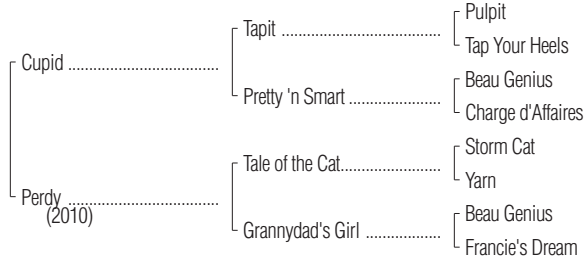 Pulpit
Tapit ..................................
Tap Your Heels
Cupid ...................................
Beau Genius
Pretty 'n Smart .....................
Charge d'Affaires
Storm Cat
Tale of the Cat.......................
Yarn
Perdy ...................................
(2010)
Beau Genius
Grannydad's Girl .................
Francie's Dream